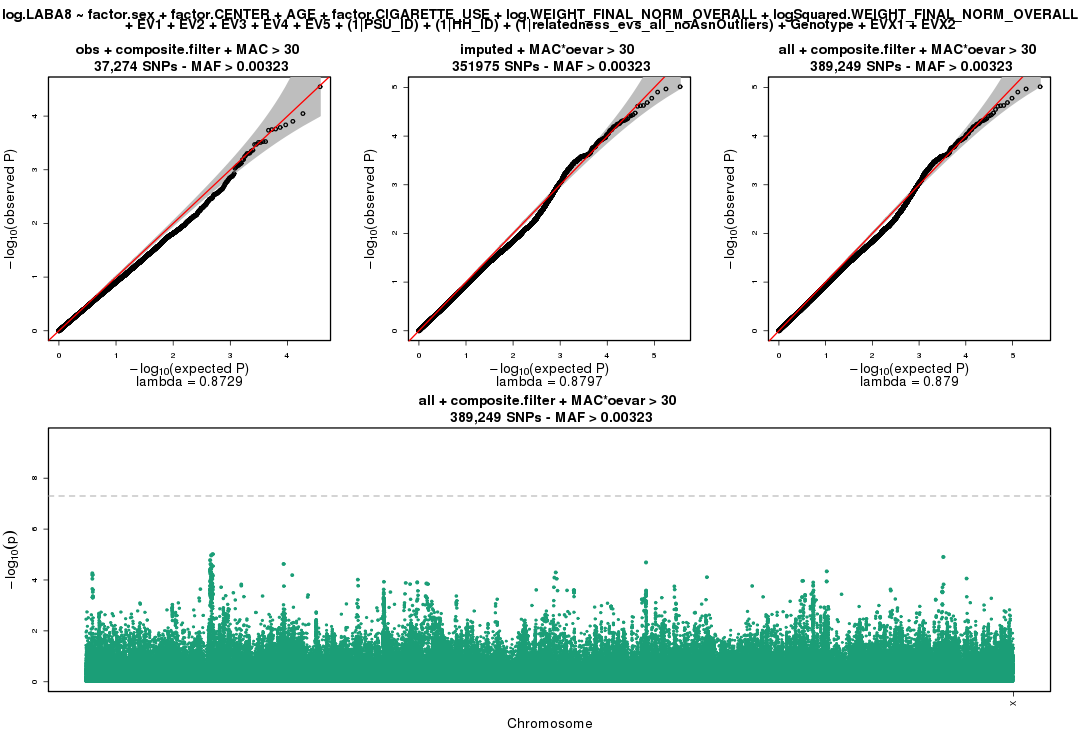 log.LABA8 ~ factor.sex + factor.CENTER + AGE + factor.CIGARETTE_USE + log.WEIGHT_FINAL_NORM_OVERALL + logSquared.WEIGHT_FINAL_NORM_OVERALL
+ EV1 + EV2 + EV3 + EV4 + EV5 + (1|PSU_ID) + (1|HH_ID) + (1|relatedness_evs_all_noAsnOutliers) + Genotype + EVX1 + EVX2
obs + composite.filter + MAC > 30
37,274 SNPs - MAF > 0.00323
−log10(observed P)
0 1 2 3 4
0 1 2 3 4
−log10(expected P)
lambda = 0.8729
imputed + MAC*oevar > 30
351975 SNPs - MAF > 0.00323
−log10(observed P)
0 1 2 3 4 5
0 1 2 3 4 5
−log10(expected P)
lambda = 0.8797
all + composite.filter + MAC*oevar > 30
389,249 SNPs - MAF > 0.00323
−log10(observed P)
0 1 2 3 4 5
0 1 2 3 4 5
−log10(expected P)
lambda = 0.879
all + composite.filter + MAC*oevar > 30
389,249 SNPs - MAF > 0.00323
−log10(p)
0 2 4 6 8
X
Chromosome